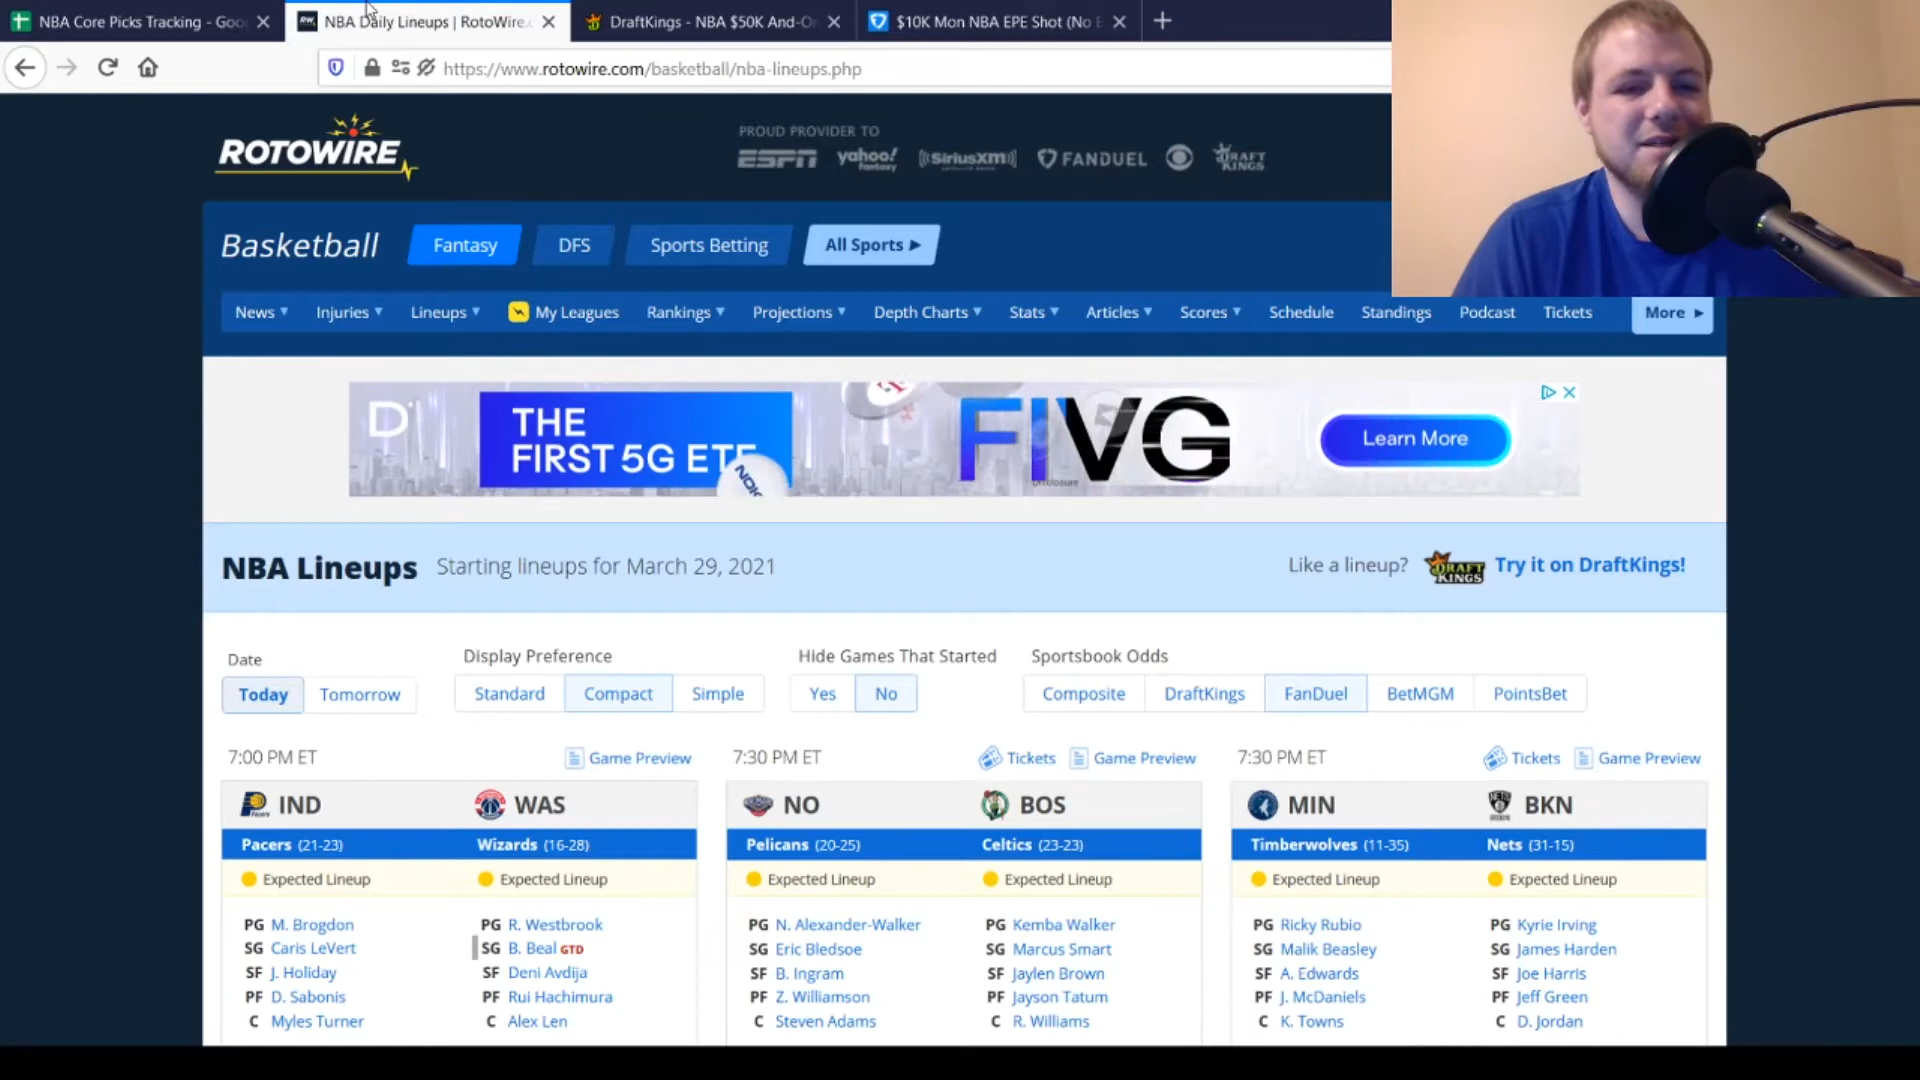 NBA Core Picks Tracking - Goo
NBA Daily Lineups | RotoWire.c
DraftKings - NBA $50K And-O
$10K Mon NBA EPE Shot (No E
https://www.rotowire.com/basketball/nba-lineups.php
ROTOWIRE
PROUD PROVIDER TO
ESPN yahoo! fantasy ((SiriusXM)) FANDUEL DRAFT KINGS
Basketball Fantasy DFS Sports Betting All Sports ▸
News Injuries Lineups My Leagues Rankings Projections Depth Charts Stats Articles Scores Schedule Standings Podcast Tickets More ▸
D
THE
FIRST 5G ETF
NOK
FIVG
Disclosure
Learn More
NBA Lineups Starting lineups for March 29, 2021
Like a lineup? DRAFT KINGS Try it on DraftKings!
Date Display Preference Hide Games That Started Sportsbook Odds
Today Tomorrow Standard Compact Simple Yes No Composite DraftKings FanDuel BetMGM PointsBet
7:00 PM ET Game Preview
IND WAS
Pacers (21-23) Wizards (16-28)
Expected Lineup Expected Lineup
PG M. Brogdon PG R. Westbrook
SG Caris LeVert SG B. Beal GTD
SF J. Holiday SF Deni Avdija
PF D. Sabonis PF Rui Hachimura
C Myles Turner C Alex Len
7:30 PM ET Tickets Game Preview
NO BOS
Pelicans (20-25) Celtics (23-23)
Expected Lineup Expected Lineup
PG N. Alexander-Walker PG Kemba Walker
SG Eric Bledsoe SG Marcus Smart
SF B. Ingram SF Jaylen Brown
PF Z. Williamson PF Jayson Tatum
C Steven Adams C R. Williams
7:30 PM ET Tickets Game Preview
MIN BKN
Timberwolves (11-35) Nets (31-15)
Expected Lineup Expected Lineup
PG Ricky Rubio PG Kyrie Irving
SG Malik Beasley SG James Harden
SF A. Edwards SF Joe Harris
PF J. McDaniels PF Jeff Green
C K. Towns C D. Jordan